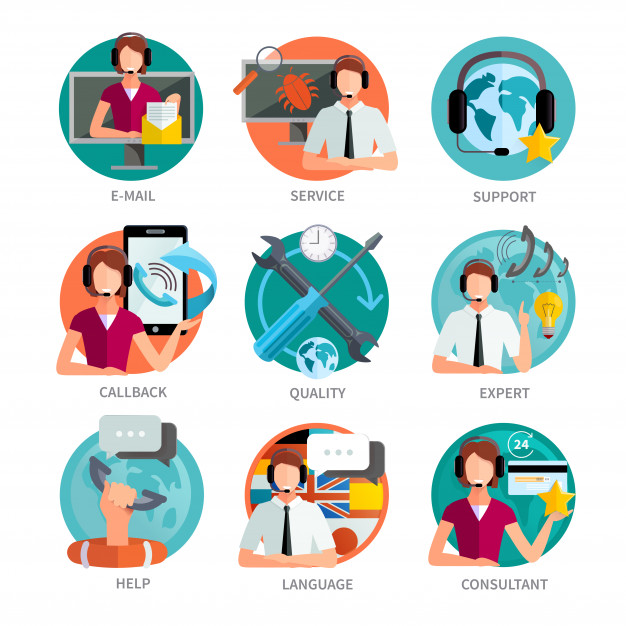 E-MAIL
SERVICE
SUPPORT
CALLBACK
QUALITY
EXPERT
24
HELP
LANGUAGE
CONSULTANT